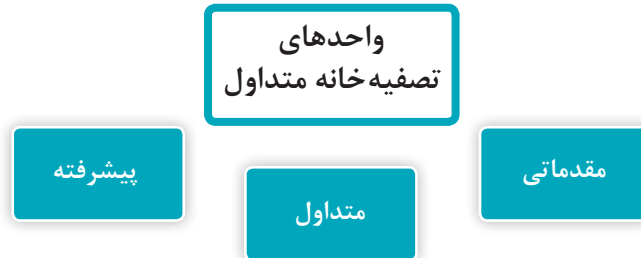 واحدهای
تصفیه‌خانه متداول
مقدماتی
متداول
پیشرفته